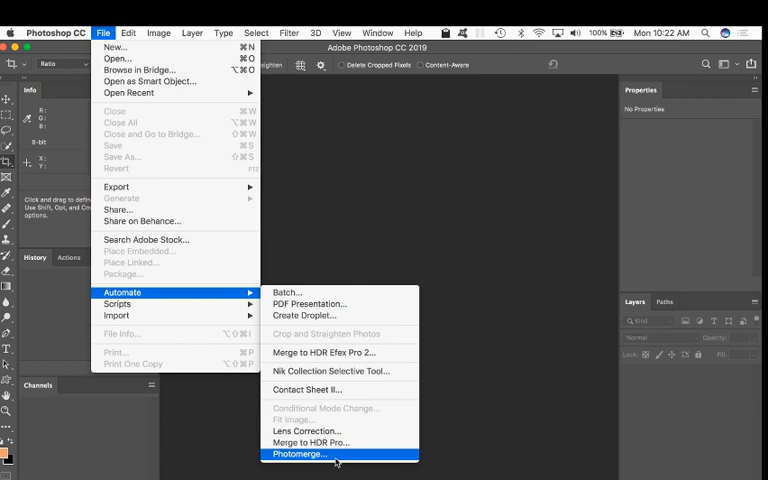 Photoshop CC File Edit Image Layer Type Select Filter 3D View Window Help 100% Mon 10:22 AM
Adobe Photoshop CC 2019
Ratio Delete Cropped Pixels Content-Aware
Info
R:
G:
B:
8-bit
X:
Y:
Click and drag to
options.
History Actions
Channels
New... ⌘N
Open... ⌘O
Browse in Bridge... ⌥⌘O
Open as Smart Object...
Open Recent
Close ⌘W
Close All ⌥⌘W
Close and Go to Bridge... ⇧⌘W
Save ⌘S
Save As... ⇧⌘S
Revert F12
Export
Generate
Share...
Share on Behance...
Search Adobe Stock...
Place Embedded...
Place Linked...
Package...
Automate
Scripts
Import
File Info... ⌥⇧⌘I
Print... ⌘P
Print One Copy ⌥⇧⌘P
Batch...
PDF Presentation...
Create Droplet...
Crop and Straighten Photos
Merge to HDR Efex Pro 2...
Nik Collection Selective Tool...
Contact Sheet II...
Conditional Mode Change...
Fit Image...
Lens Correction...
Merge to HDR Pro...
Photomerge...
Properties
No Properties
Layers Paths
Kind
Normal Opacity:
Lock: Fill: